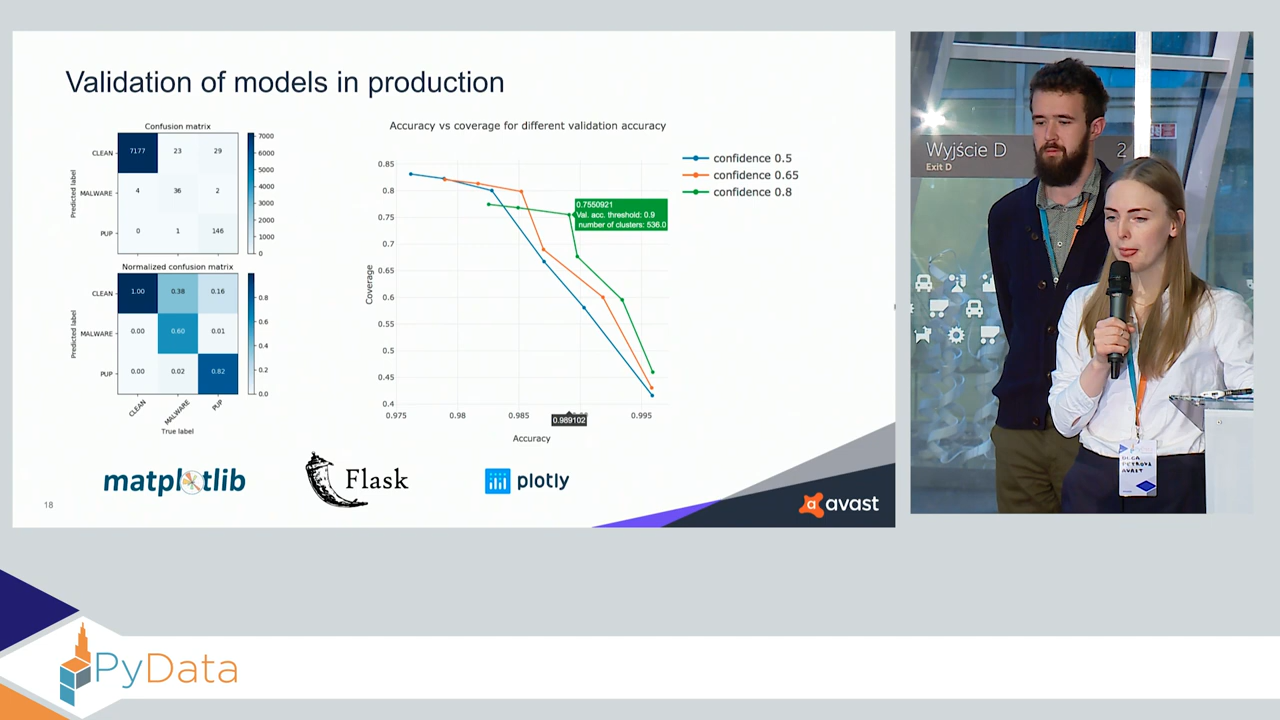 Validation of models in production
Confusion matrix
CLEAN
MALWARE
PUP
Predicted label
7177 23 29
4 36 2
0 1 146
7000
6000
5000
4000
3000
2000
1000
0
Normalized confusion matrix
CLEAN
MALWARE
PUP
Predicted label
1.00 0.38 0.16
0.00 0.60 0.01
0.00 0.02 0.82
0.8
0.6
0.4
0.2
0.0
CLEAN
MALWARE
PUP
True label
Accuracy vs coverage for different validation accuracy
0.85
0.8
0.75
0.7
0.65
0.6
0.55
0.5
0.45
0.4
Coverage
0.975 0.98 0.985 0.995
0.989102
Accuracy
0.7550921
Val. acc. threshold: 0.9
number of clusters: 536.0
confidence 0.5
confidence 0.65
confidence 0.8
matplotlib
Flask
plotly
18
avast
Wyjście D 2
Exit D
PETROVA
AVAST
PyData